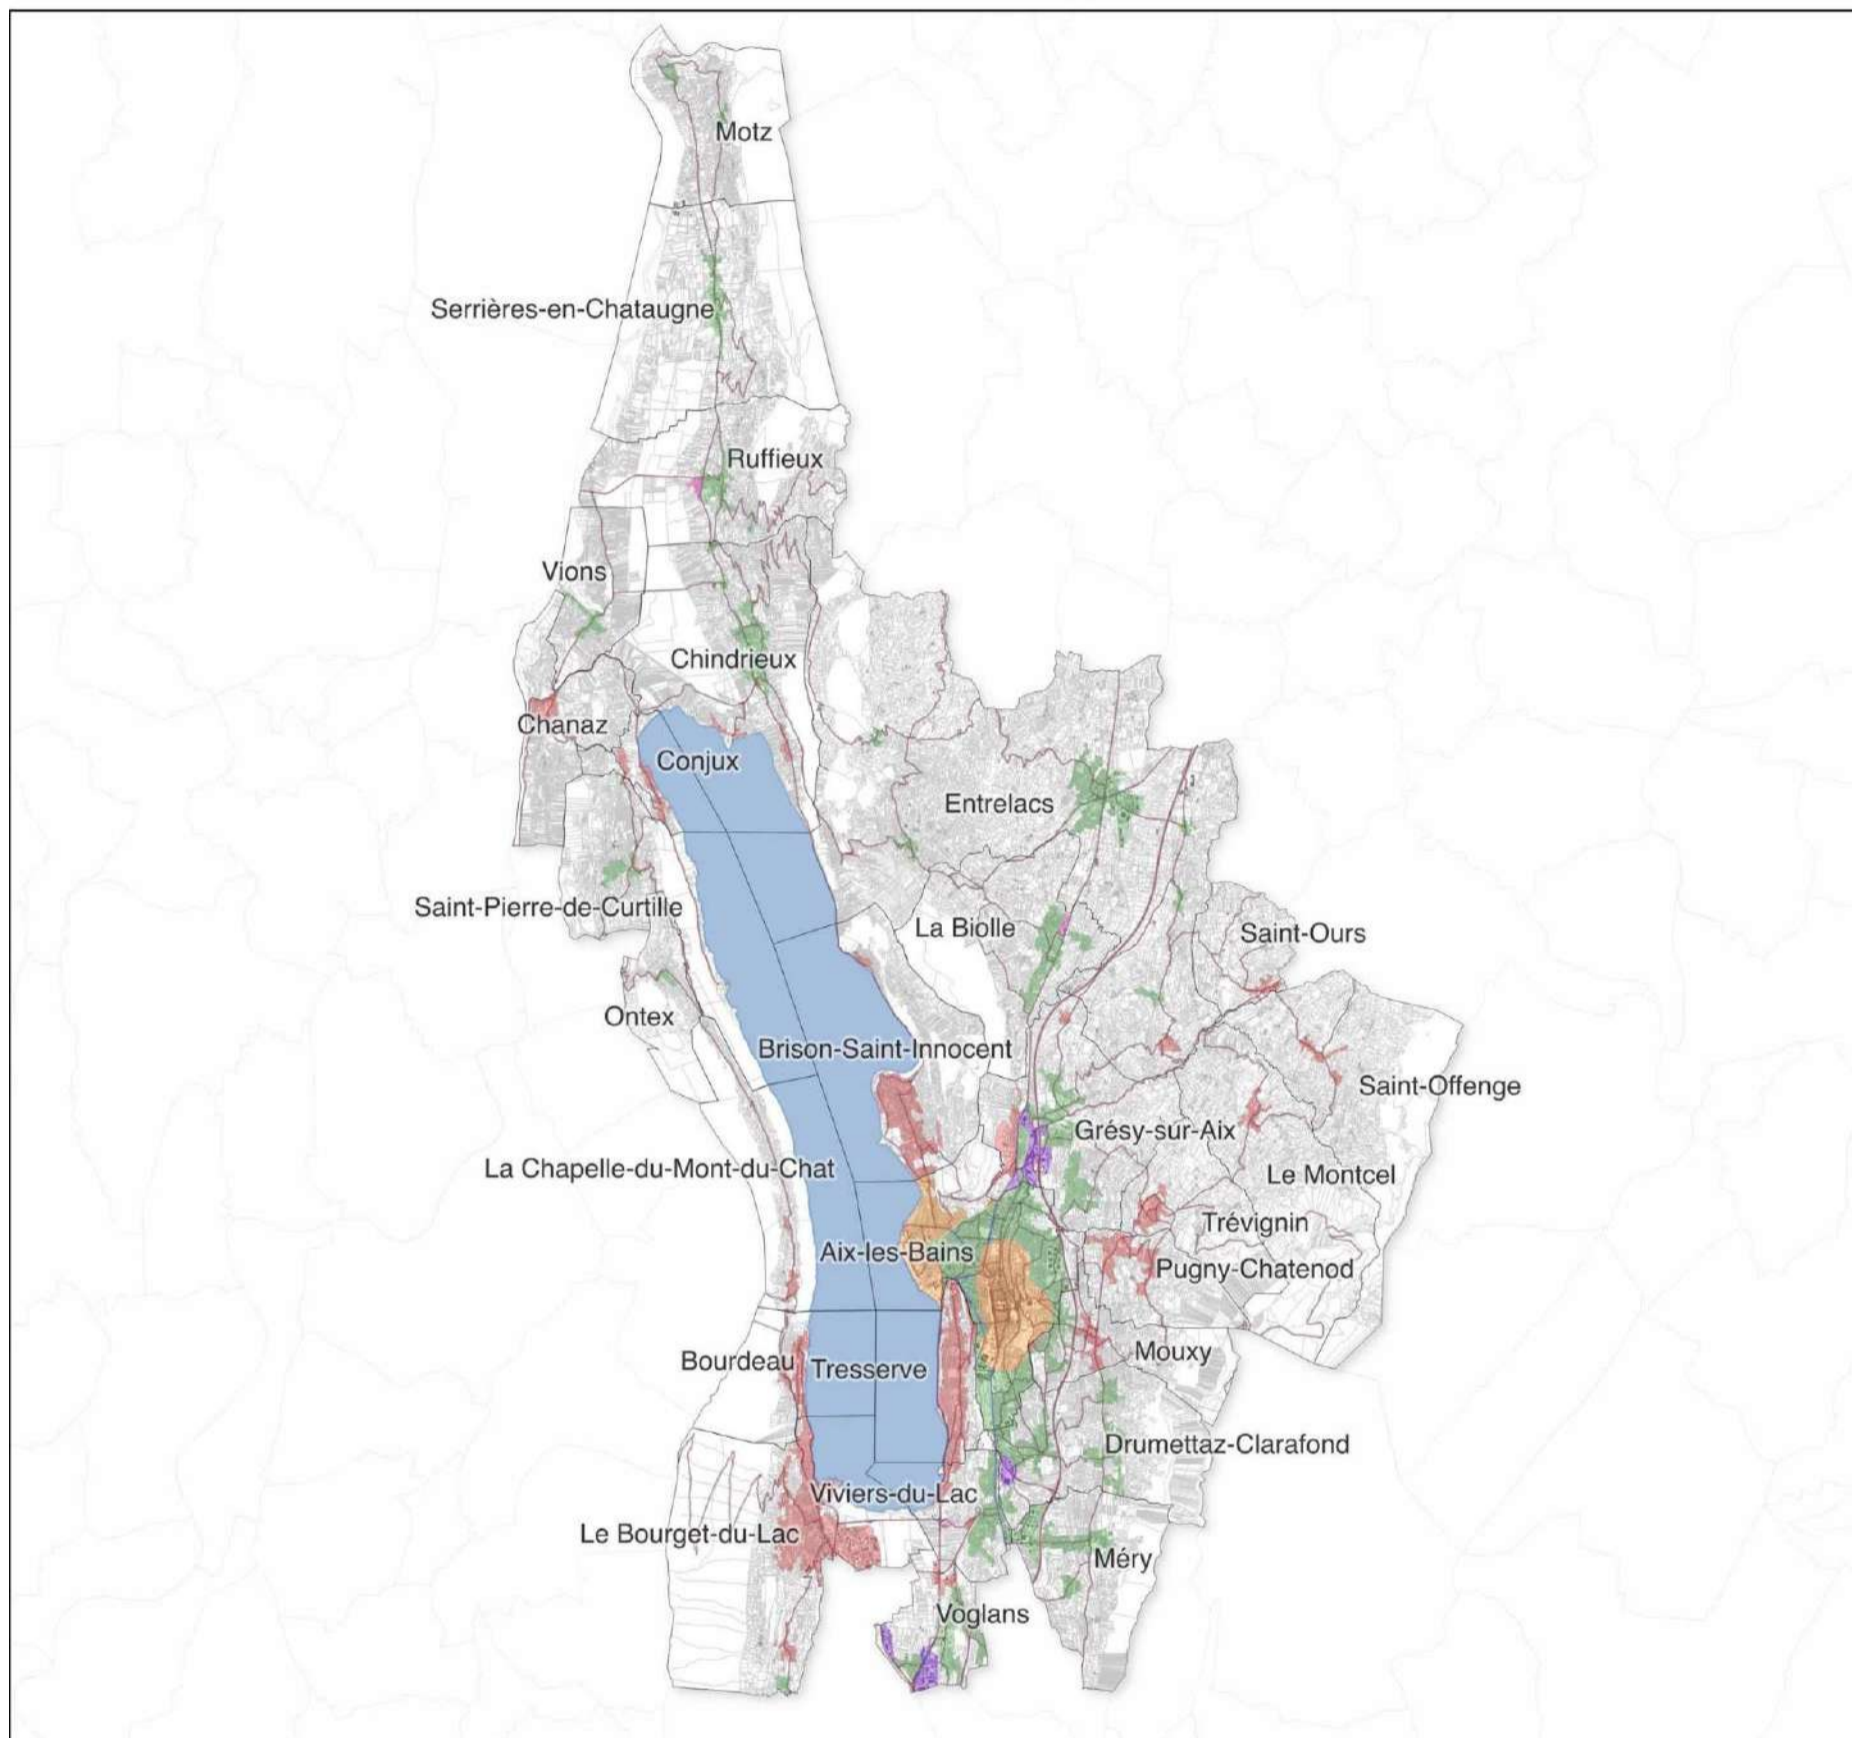 Motz
Serrières-en-Chataugne
Ruffieux
Vions
Chindrieux
Chanaz
Conjux
Entrelacs
Saint-Pierre-de-Curtille
La Biolle
Saint-Ours
Ontex
Brison-Saint-Innocent
Saint-Offenge
Grésy-sur-Aix
La Chapelle-du-Mont-du-Chat
Le Montcel
Trévignin
Aix-les-Bains
Pugny-Chatenod
Mouxy
Bourdeau
Tresserve
Drumettaz-Clarafond
Viviers-du-Lac
Le Bourget-du-Lac
Méry
Voglans